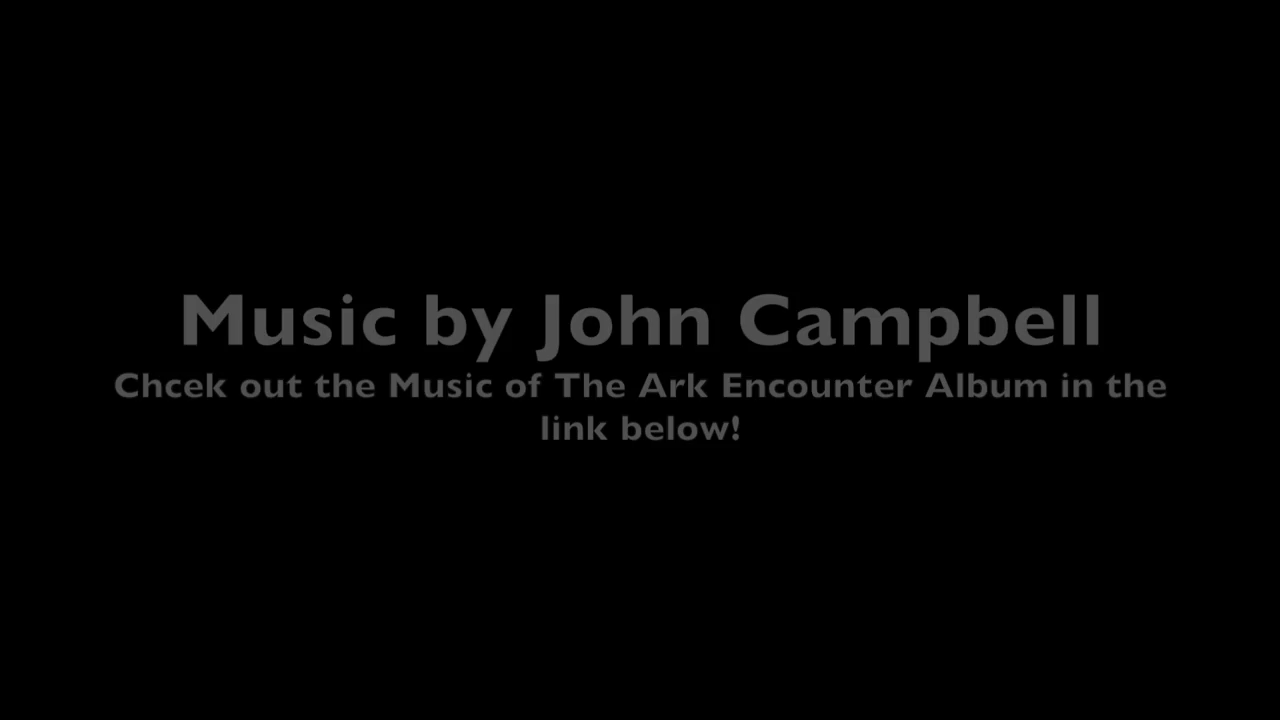 Music by John Campbell
Chcek out the Music of The Ark Encounter Album in the
link below!